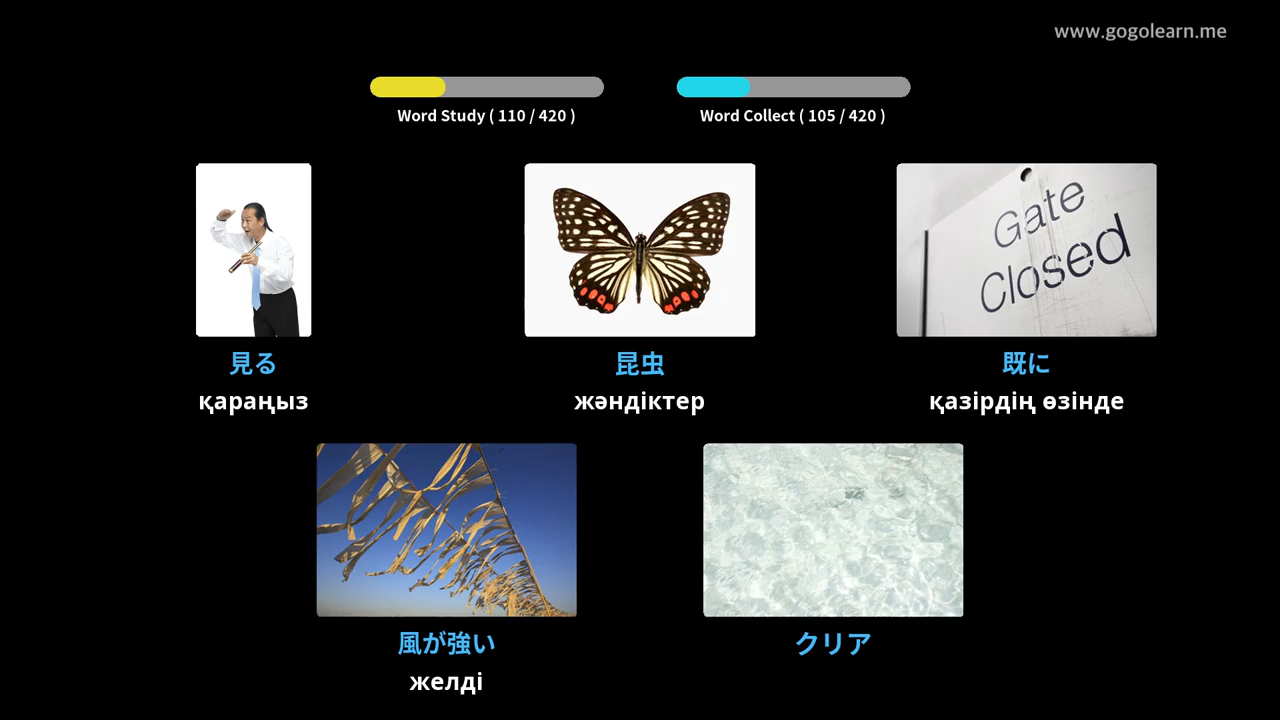 www.gogolearn.me
Word Study ( 110 / 420 )
Word Collect ( 105 / 420 )
Gate
Closed
見る
қараңыз
昆虫
жәндіктер
既に
қазірдің өзінде
風が強い
желді
クリア